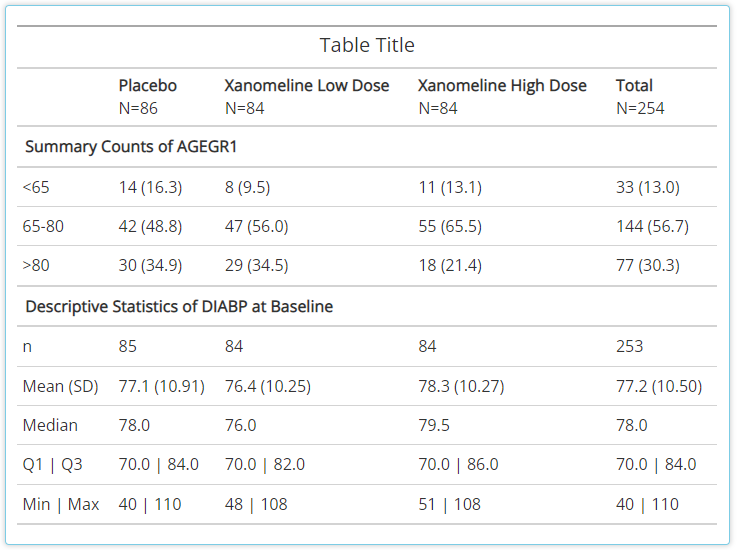 Table Title
Placebo Xanomeline Low Dose Xanomeline High Dose Total
N=86 N=84 N=84 N=254
Summary Counts of AGEGR1
<65 14 (16.3) 8 (9.5) 11 (13.1) 33 (13.0)
65-80 42 (48.8) 47 (56.0) 55 (65.5) 144 (56.7)
>80 30 (34.9) 29 (34.5) 18 (21.4) 77 (30.3)
Descriptive Statistics of DIABP at Baseline
n 85 84 84 253
Mean (SD) 77.1 (10.91) 76.4 (10.25) 78.3 (10.27) 77.2 (10.50)
Median 78.0 76.0 79.5 78.0
Q1 | Q3 70.0 | 84.0 70.0 | 82.0 70.0 | 86.0 70.0 | 84.0
Min | Max 40 | 110 48 | 108 51 | 108 40 | 110